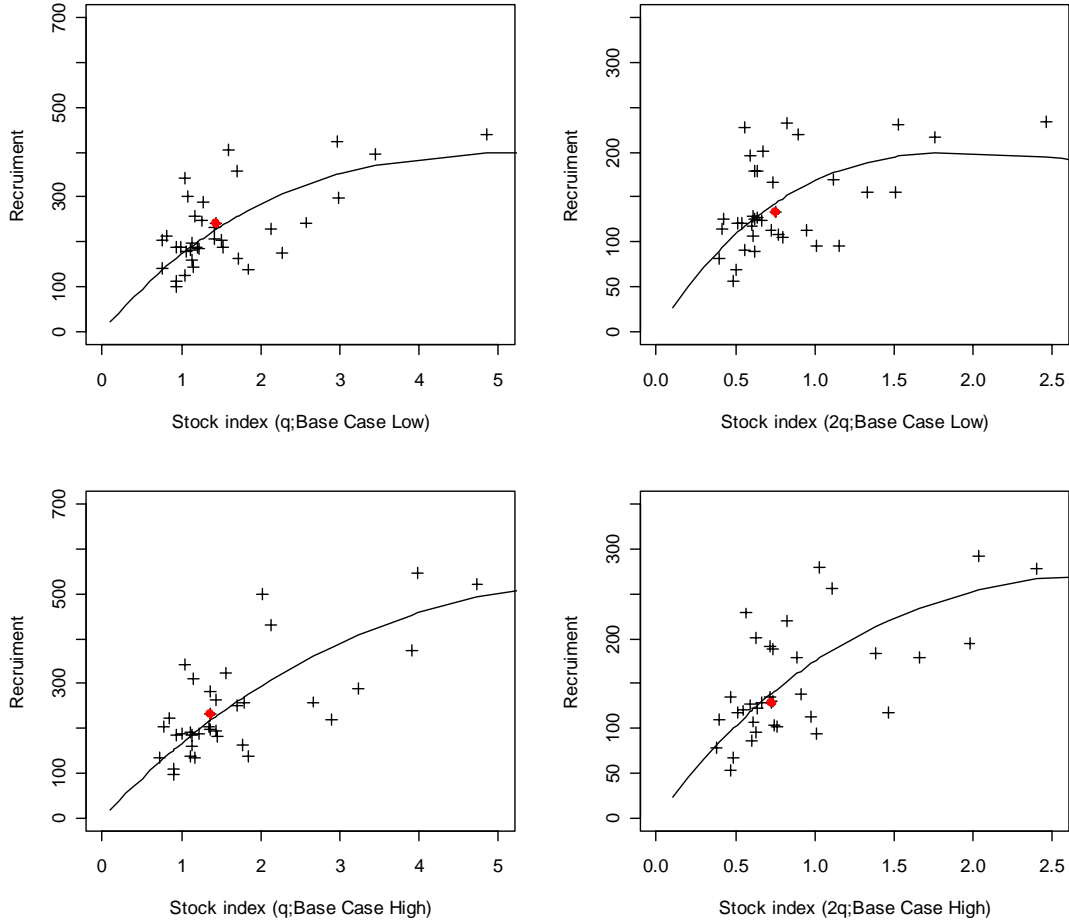 700
500
300
100
0
Recruiment
0 1 2 3 4 5
Stock index (q;Base Case Low)
300
200
100
50
0
Recruiment
0.0 0.5 1.0 1.5 2.0 2.5
Stock index (2q;Base Case Low)
700
500
300
100
0
Recruiment
0 1 2 3 4 5
Stock index (q;Base Case High)
300
200
100
50
0
Recruiment
0.0 0.5 1.0 1.5 2.0 2.5
Stock index (2q;Base Case High)